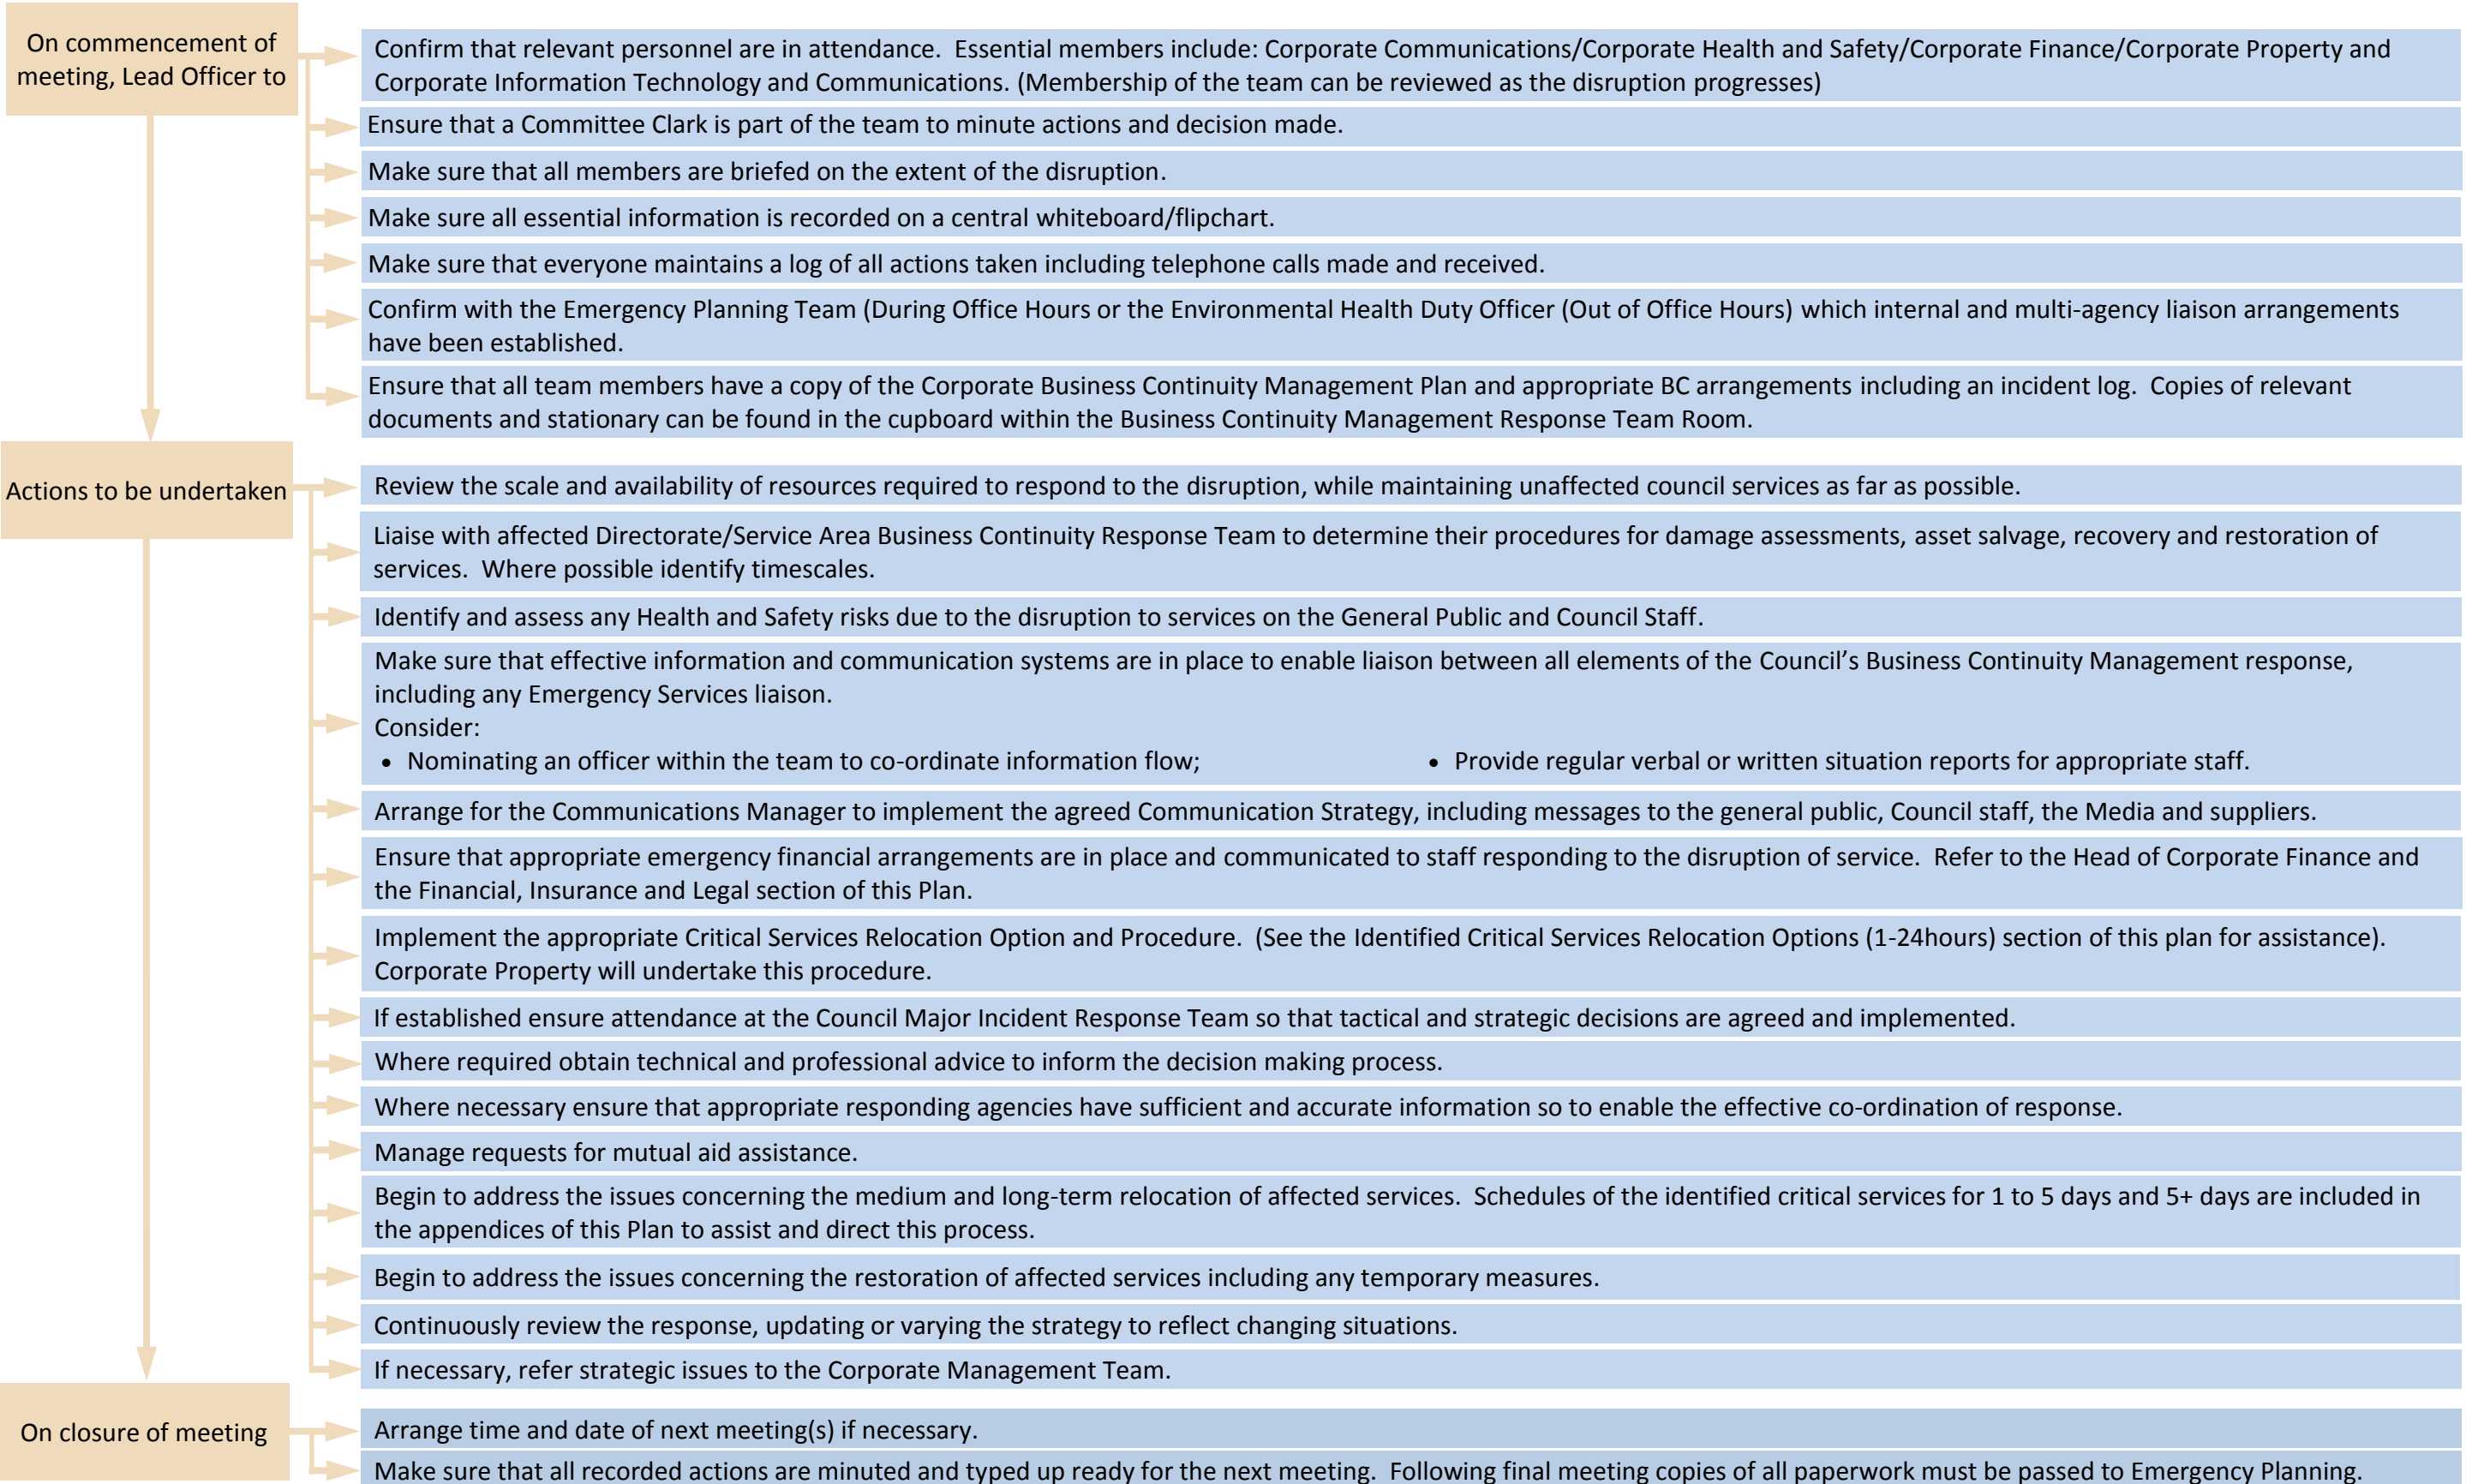 On commencement of
meeting, Lead Officer to
Confirm that relevant personnel are in attendance.  Essential members include: Corporate Communications/Corporate Health and Safety/Corporate Finance/Corporate Property and
Corporate Information Technology and Communications. (Membership of the team can be reviewed as the disruption progresses)
Ensure that a Committee Clark is part of the team to minute actions and decision made.
Make sure that all members are briefed on the extent of the disruption.
Make sure all essential information is recorded on a central whiteboard/flipchart.
Make sure that everyone maintains a log of all actions taken including telephone calls made and received.
Confirm with the Emergency Planning Team (During Office Hours or the Environmental Health Duty Officer (Out of Office Hours) which internal and multi-agency liaison arrangements
have been established.
Ensure that all team members have a copy of the Corporate Business Continuity Management Plan and appropriate BC arrangements including an incident log.  Copies of relevant
documents and stationary can be found in the cupboard within the Business Continuity Management Response Team Room.
Actions to be undertaken
Review the scale and availability of resources required to respond to the disruption, while maintaining unaffected council services as far as possible.
Liaise with affected Directorate/Service Area Business Continuity Response Team to determine their procedures for damage assessments, asset salvage, recovery and restoration of
services.  Where possible identify timescales.
Identify and assess any Health and Safety risks due to the disruption to services on the General Public and Council Staff.
Make sure that effective information and communication systems are in place to enable liaison between all elements of the Council's Business Continuity Management response,
including any Emergency Services liaison.
Consider:
• Nominating an officer within the team to co-ordinate information flow;
• Provide regular verbal or written situation reports for appropriate staff.
Arrange for the Communications Manager to implement the agreed Communication Strategy, including messages to the general public, Council staff, the Media and suppliers.
Ensure that appropriate emergency financial arrangements are in place and communicated to staff responding to the disruption of service.  Refer to the Head of Corporate Finance and
the Financial, Insurance and Legal section of this Plan.
Implement the appropriate Critical Services Relocation Option and Procedure.  (See the Identified Critical Services Relocation Options (1-24hours) section of this plan for assistance).
Corporate Property will undertake this procedure.
If established ensure attendance at the Council Major Incident Response Team so that tactical and strategic decisions are agreed and implemented.
Where required obtain technical and professional advice to inform the decision making process.
Where necessary ensure that appropriate responding agencies have sufficient and accurate information so to enable the effective co-ordination of response.
Manage requests for mutual aid assistance.
Begin to address the issues concerning the medium and long-term relocation of affected services.  Schedules of the identified critical services for 1 to 5 days and 5+ days are included in
the appendices of this Plan to assist and direct this process.
Begin to address the issues concerning the restoration of affected services including any temporary measures.
Continuously review the response, updating or varying the strategy to reflect changing situations.
If necessary, refer strategic issues to the Corporate Management Team.
On closure of meeting
Arrange time and date of next meeting(s) if necessary.
Make sure that all recorded actions are minuted and typed up ready for the next meeting.  Following final meeting copies of all paperwork must be passed to Emergency Planning.